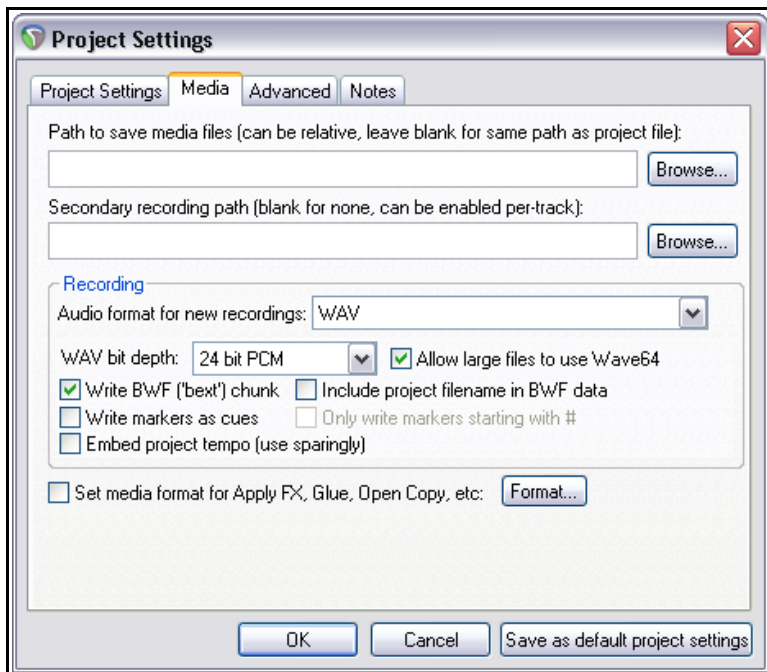 Project Settings
Project Settings Media Advanced Notes
Path to save media files (can be relative, leave blank for same path as project file):
Browse...
Secondary recording path (blank for none, can be enabled per-track):
Browse...
Recording
Audio format for new recordings: WAV
WAV bit depth: 24 bit PCM Allow large files to use Wave64
Write BWF ('bext') chunk Include project filename in BWF data
Write markers as cues Only write markers starting with #
Embed project tempo (use sparingly)
Set media format for Apply FX, Glue, Open Copy, etc: Format...
OK Cancel Save as default project settings